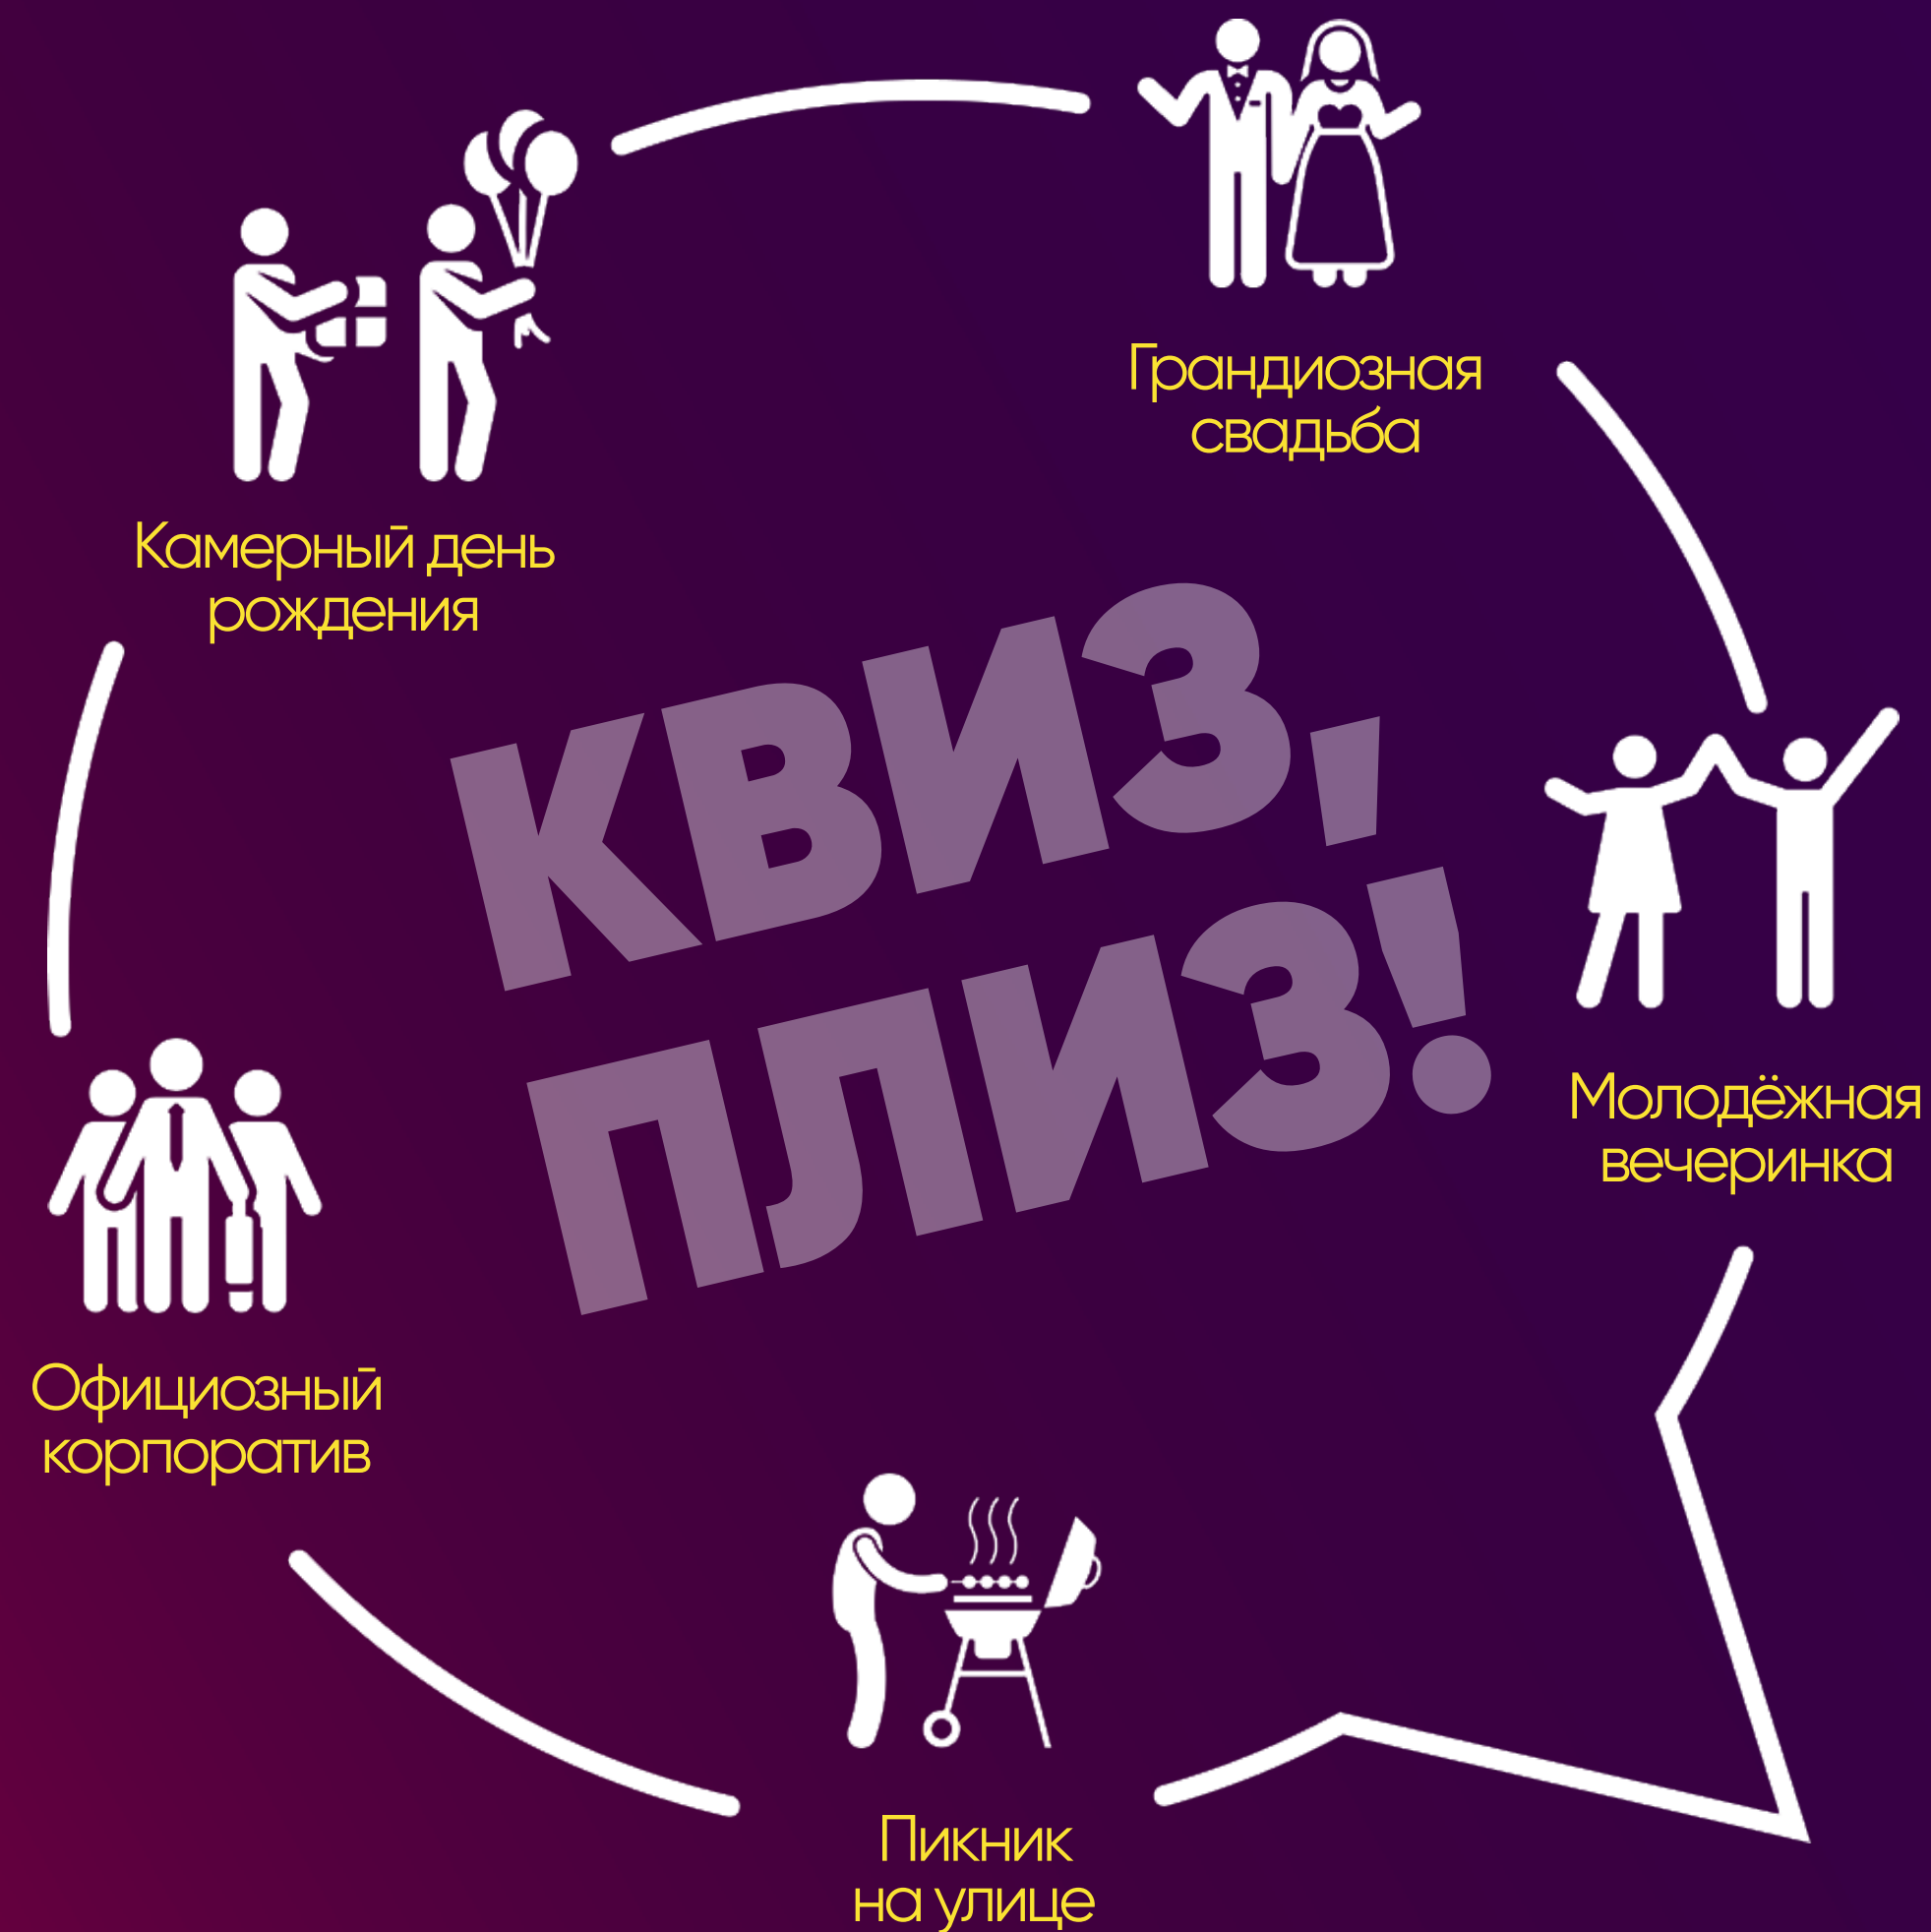 Грандиозная
свадьба
Камерный день
рождения
КВИЗ,
ПЛИЗ!
Молодёжная
вечеринка
Официозный
корпоратив
Пикник
на улице